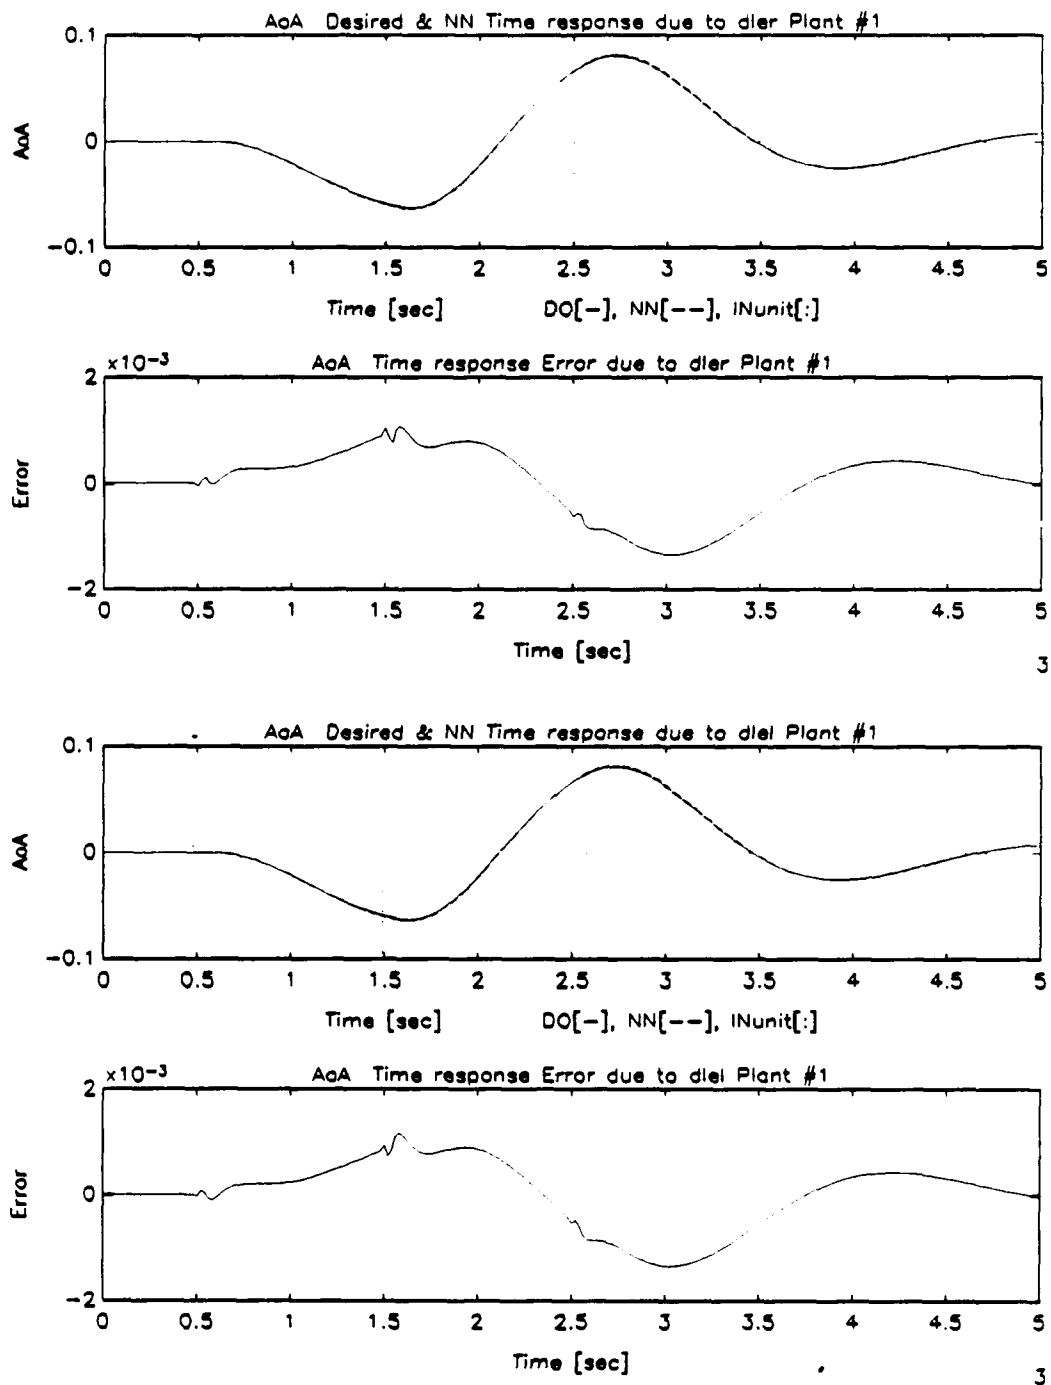 AoA Desired & NN Time response due to dler Plant #1
0.1
0
-0.1
AoA
0 0.5 1 1.5 2 2.5 3 3.5 4 4.5 5
Time [sec] DO[-], NN[--], INunit[:]
x10-3 AoA Time response Error due to dler Plant #1
2
0
-2
Error
0 0.5 1 1.5 2 2.5 3 3.5 4 4.5 5
Time [sec]
3
AoA Desired & NN Time response due to dlel Plant #1
0.1
0
-0.1
AoA
0 0.5 1 1.5 2 2.5 3 3.5 4 4.5 5
Time [sec] DO[-], NN[--], INunit[:]
x10-3 AoA Time response Error due to dlel Plant #1
2
0
-2
Error
0 0.5 1 1.5 2 2.5 3 3.5 4 4.5 5
Time [sec]
3